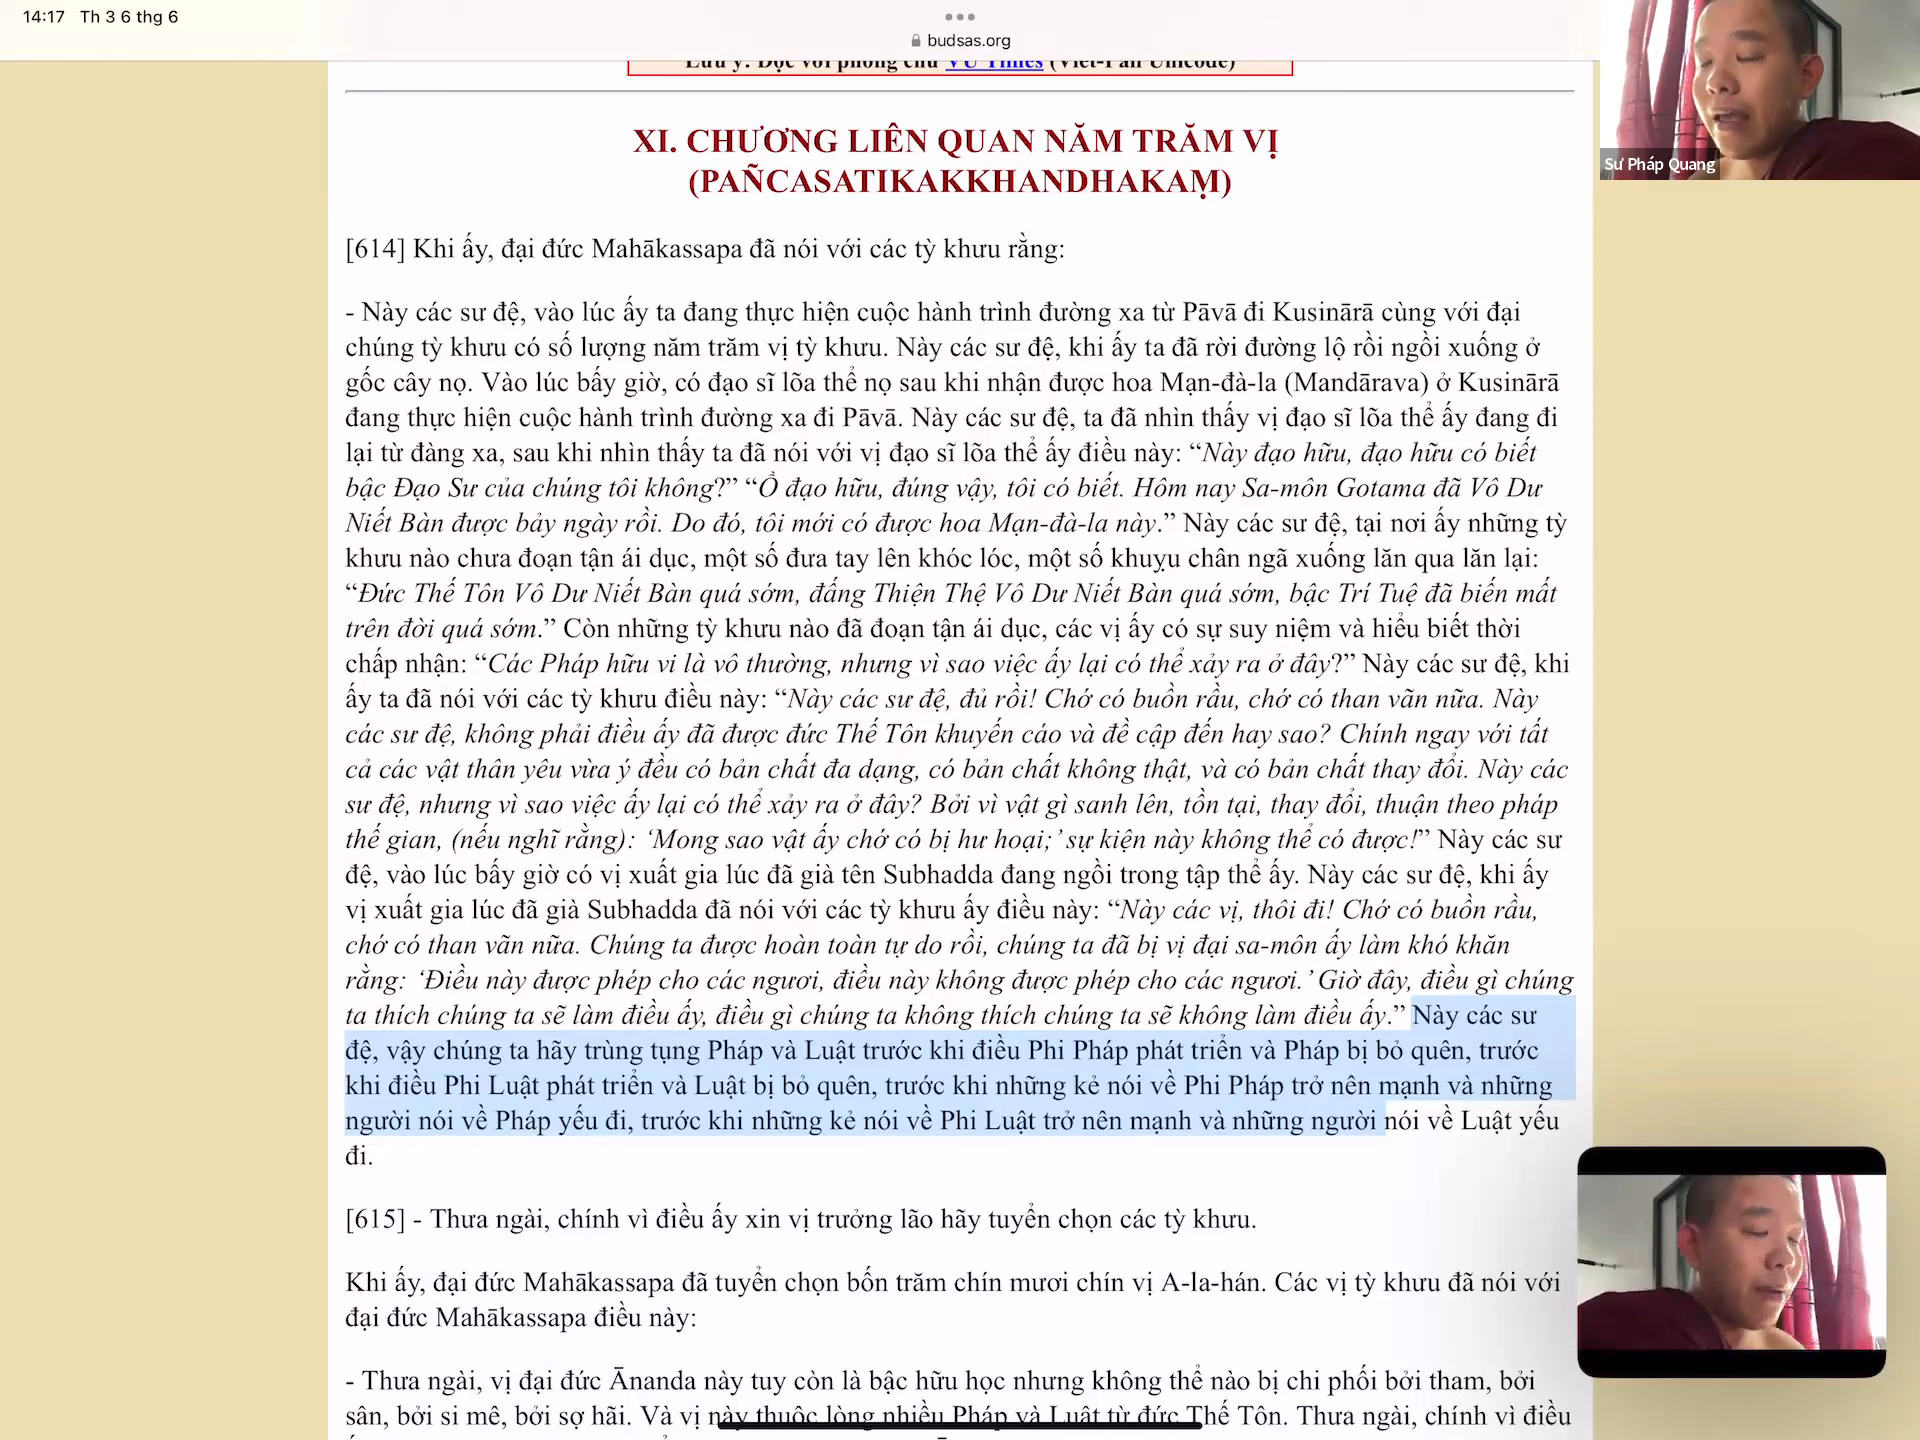 14:17 Th 3 6 thg 6
budsas.org
Lưu ý: Đọc với phông chữ VU Times (Viet-Pali Unicode)
Sư Pháp Quang
XI. CHƯƠNG LIÊN QUAN NĂM TRĂM VỊ
(PAÑCASATIKAKKHANDHAKAṂ)
[614] Khi ấy, đại đức Mahākassapa đã nói với các tỳ khưu rằng:
- Này các sư đệ, vào lúc ấy ta đang thực hiện cuộc hành trình đường xa từ Pāvā đi Kusinārā cùng với đại
chúng tỳ khưu có số lượng năm trăm vị tỳ khưu. Này các sư đệ, khi ấy ta đã rời đường lộ rồi ngồi xuống ở
gốc cây nọ. Vào lúc bấy giờ, có đạo sĩ lõa thể nọ sau khi nhận được hoa Mạn-đà-la (Mandārava) ở Kusinārā
đang thực hiện cuộc hành trình đường xa đi Pāvā. Này các sư đệ, ta đã nhìn thấy vị đạo sĩ lõa thể ấy đang đi
lại từ đàng xa, sau khi nhìn thấy ta đã nói với vị đạo sĩ lõa thể ấy điều này: “Này đạo hữu, đạo hữu có biết
bậc Đạo Sư của chúng tôi không?” “Ồ đạo hữu, đúng vậy, tôi có biết. Hôm nay Sa-môn Gotama đã Vô Dư
Niết Bàn được bảy ngày rồi. Do đó, tôi mới có được hoa Mạn-đà-la này.” Này các sư đệ, tại nơi ấy những tỳ
khưu nào chưa đoạn tận ái dục, một số đưa tay lên khóc lóc, một số khuỵu chân ngã xuống lăn qua lăn lại:
“Đức Thế Tôn Vô Dư Niết Bàn quá sớm, đấng Thiện Thệ Vô Dư Niết Bàn quá sớm, bậc Trí Tuệ đã biến mất
trên đời quá sớm.” Còn những tỳ khưu nào đã đoạn tận ái dục, các vị ấy có sự suy niệm và hiểu biết thời
chấp nhận: “Các Pháp hữu vi là vô thường, nhưng vì sao việc ấy lại có thể xảy ra ở đây?” Này các sư đệ, khi
ấy ta đã nói với các tỳ khưu điều này: “Này các sư đệ, đủ rồi! Chớ có buồn rầu, chớ có than vãn nữa. Này
các sư đệ, không phải điều ấy đã được đức Thế Tôn khuyến cáo và đề cập đến hay sao? Chính ngay với tất
cả các vật thân yêu vừa ý đều có bản chất đa dạng, có bản chất không thật, và có bản chất thay đổi. Này các
sư đệ, nhưng vì sao việc ấy lại có thể xảy ra ở đây? Bởi vì vật gì sanh lên, tồn tại, thay đổi, thuận theo pháp
thế gian, (nếu nghĩ rằng): ‘Mong sao vật ấy chớ có bị hư hoại;’ sự kiện này không thể có được!” Này các sư
đệ, vào lúc bấy giờ có vị xuất gia lúc đã già tên Subhadda đang ngồi trong tập thể ấy. Này các sư đệ, khi ấy
vị xuất gia lúc đã già Subhadda đã nói với các tỳ khưu ấy điều này: “Này các vị, thôi đi! Chớ có buồn rầu,
chớ có than vãn nữa. Chúng ta được hoàn toàn tự do rồi, chúng ta đã bị vị đại sa-môn ấy làm khó khăn
rằng: ‘Điều này được phép cho các ngươi, điều này không được phép cho các ngươi.’ Giờ đây, điều gì chúng
ta thích chúng ta sẽ làm điều ấy, điều gì chúng ta không thích chúng ta sẽ không làm điều ấy.” Này các sư
đệ, vậy chúng ta hãy trùng tụng Pháp và Luật trước khi điều Phi Pháp phát triển và Pháp bị bỏ quên, trước
khi điều Phi Luật phát triển và Luật bị bỏ quên, trước khi những kẻ nói về Phi Pháp trở nên mạnh và những
người nói về Pháp yếu đi, trước khi những kẻ nói về Phi Luật trở nên mạnh và những người nói về Luật yếu
đi.
[615] - Thưa ngài, chính vì điều ấy xin vị trưởng lão hãy tuyển chọn các tỳ khưu.
Khi ấy, đại đức Mahākassapa đã tuyển chọn bốn trăm chín mươi chín vị A-la-hán. Các vị tỳ khưu đã nói với
đại đức Mahākassapa điều này:
- Thưa ngài, vị đại đức Ānanda này tuy còn là bậc hữu học nhưng không thể nào bị chi phối bởi tham, bởi
sân, bởi si mê, bởi sợ hãi. Và vị này thuộc lòng nhiều Pháp và Luật từ đức Thế Tôn. Thưa ngài, chính vì điều